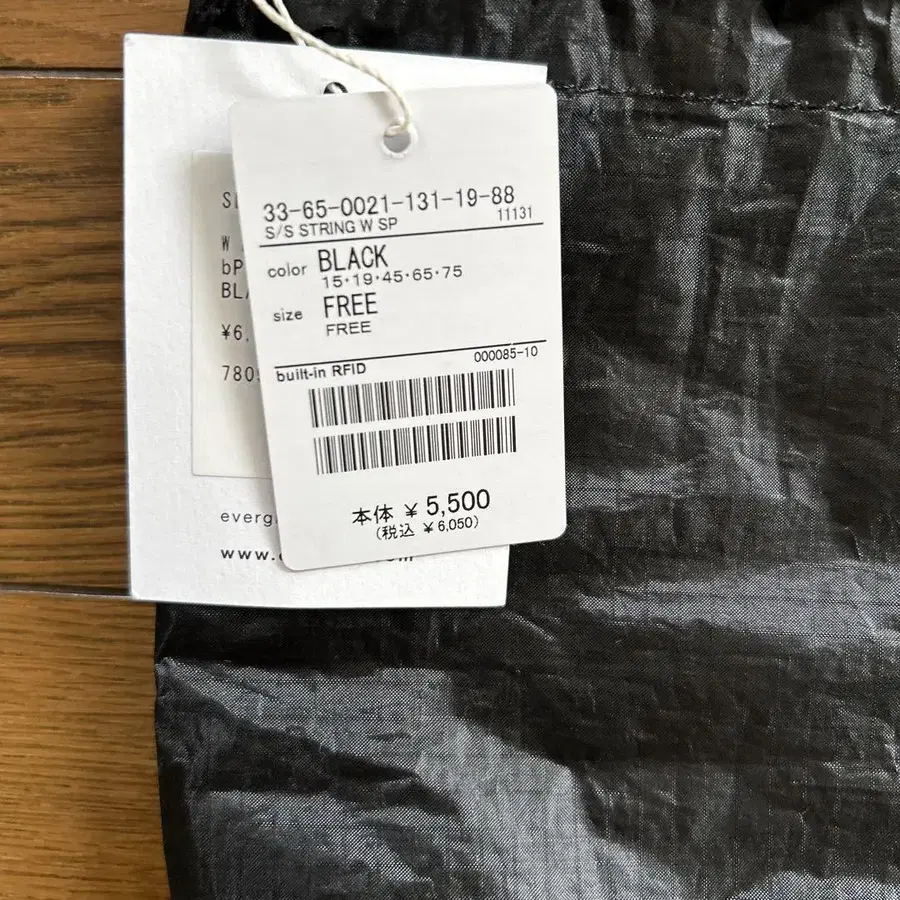 33-65-0021-131-19-88
S/S STRING W SP 11131
color BLACK
15・19・45・65・75
size FREE
FREE
000085-10
built-in RFID
本体 ¥5,500
(税込 ¥6,050)
W
bP
BL
¥6,
780
everg
www.